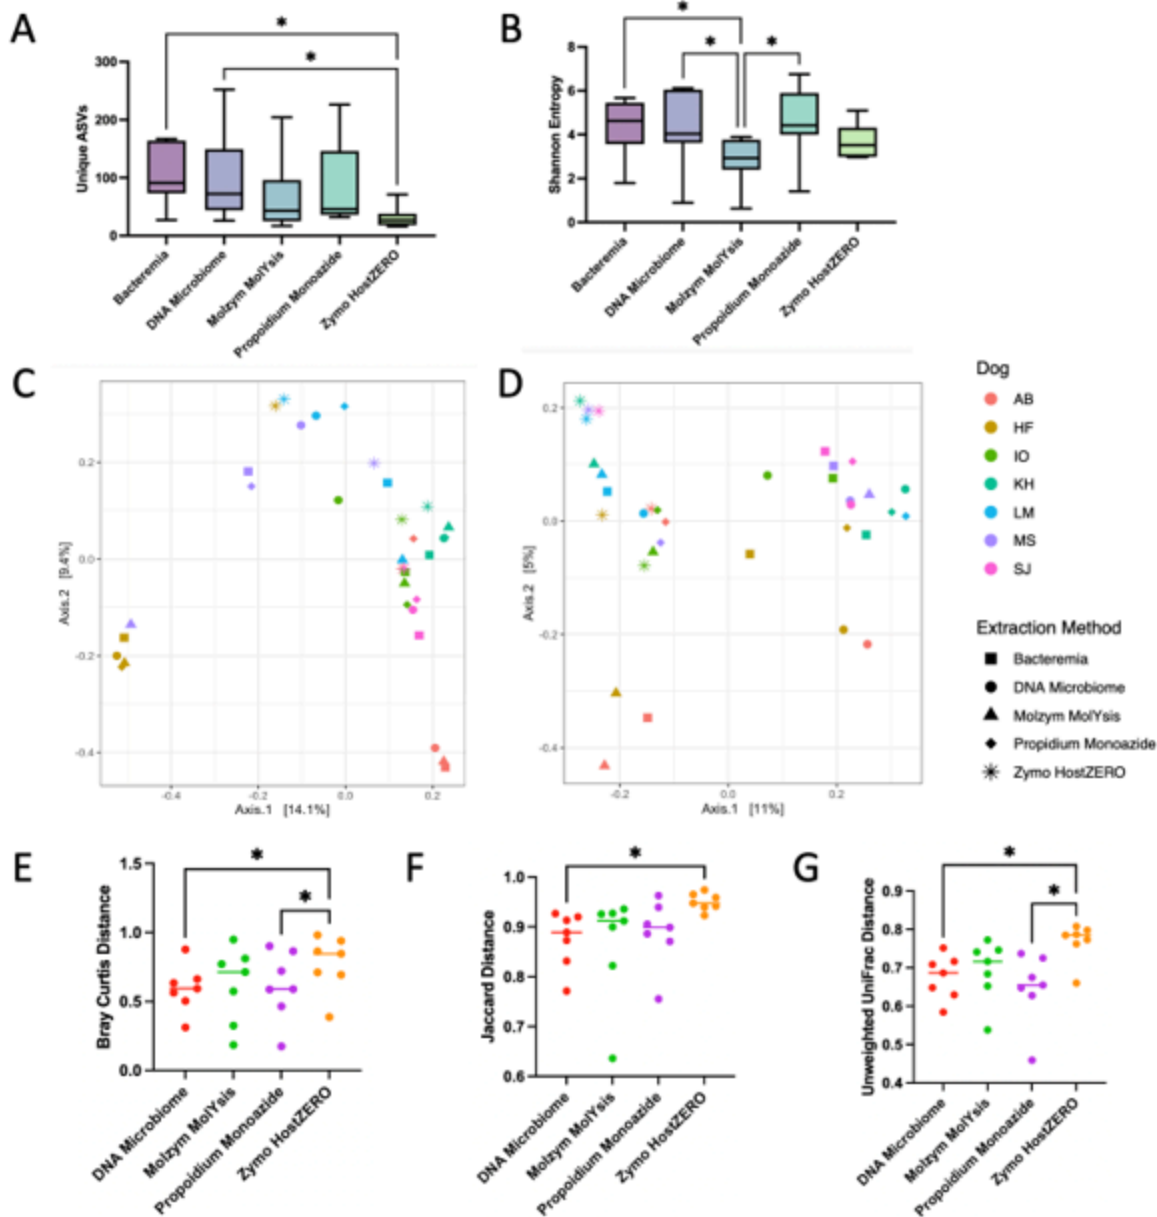 A
B
*
*
300
200
100
0
Unique ASVs
Bacteremia
DNA Microbiome
Molzym MolYsis
Propoidium Monoazide
Zymo HostZERO
*
*
*
8
6
4
2
0
Shannon Entropy
Bacteremia
DNA Microbiome
Molzym MolYsis
Propoidium Monoazide
Zymo HostZERO
C
0.2
0.0
-0.2
-0.4
Axis.2 [9.4%]
-0.4
-0.2
0.0
0.2
Axis.1 [14.1%]
D
0.2
0.0
-0.2
-0.4
Axis.2 [5%]
-0.2
0.0
0.2
Axis.1 [11%]
Dog
AB
HF
IO
KH
LM
MS
SJ
Extraction Method
Bacteremia
DNA Microbiome
Molzym MolYsis
Propidium Monoazide
Zymo HostZERO
E
*
*
1.5
1.0
0.5
0.0
Bray Curtis Distance
DNA Microbiome
Molzym MolYsis
Propoidium Monoazide
Zymo HostZERO
F
*
1.0
0.9
0.8
0.7
0.6
Jaccard Distance
DNA Microbiome
Molzym MolYsis
Propoidium Monoazide
Zymo HostZERO
G
*
*
0.9
0.8
0.7
0.6
0.5
0.4
Unweighted UniFrac Distance
DNA Microbiome
Molzym MolYsis
Propoidium Monoazide
Zymo HostZERO